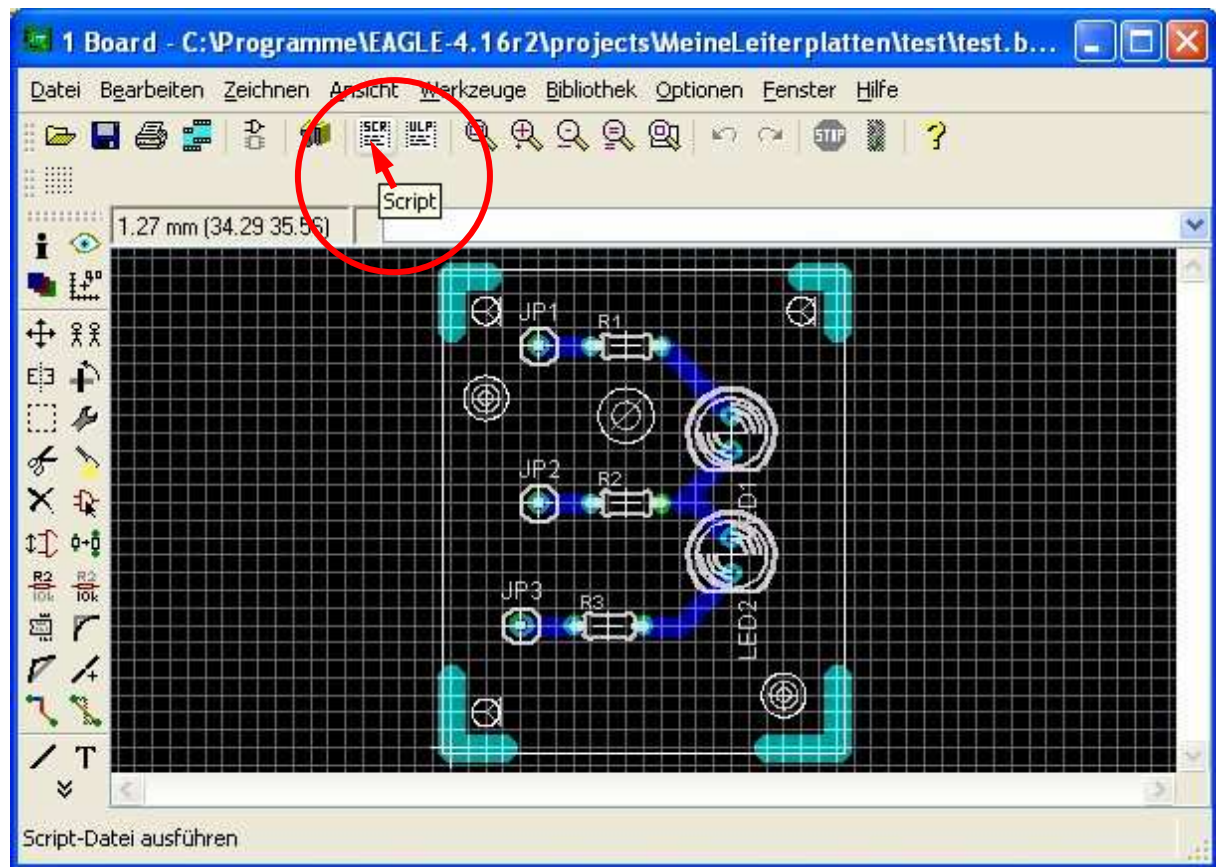 1 Board - C:\Programme\EAGLE-4.16r2\projects\MeineLeiterplatten\test\test.b...
Datei Bearbeiten Zeichnen Ansicht Werkzeuge Bibliothek Optionen Fenster Hilfe
SCR ULP STOP ?
Script
1.27 mm (34.29 35.56)
JP1 R1
JP2 R2
LED2
JP3 R3
R2 R2
10k 10k
T
Script-Datei ausführen